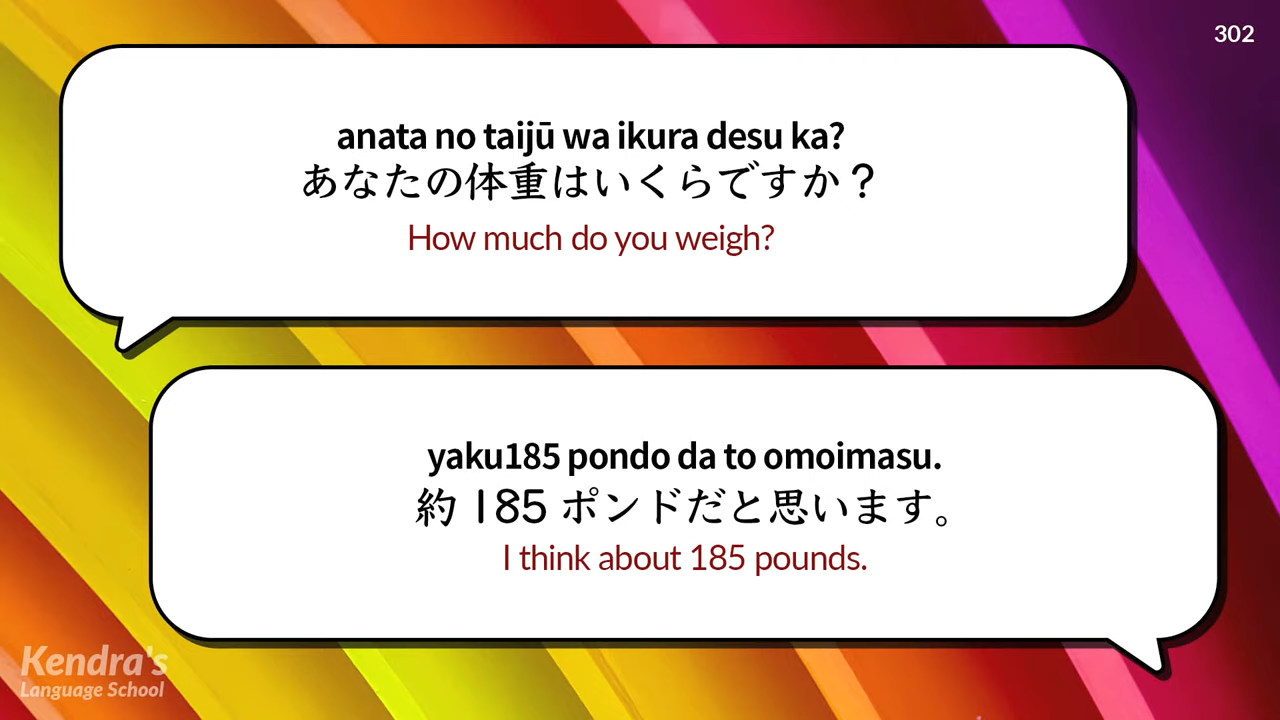 302
anata no taijū wa ikura desu ka?
あなたの体重はいくらですか？
How much do you weigh?
yaku185 pondo da to omoimasu.
約 185 ポンドだと思います。
I think about 185 pounds.
Kendra's
Language School